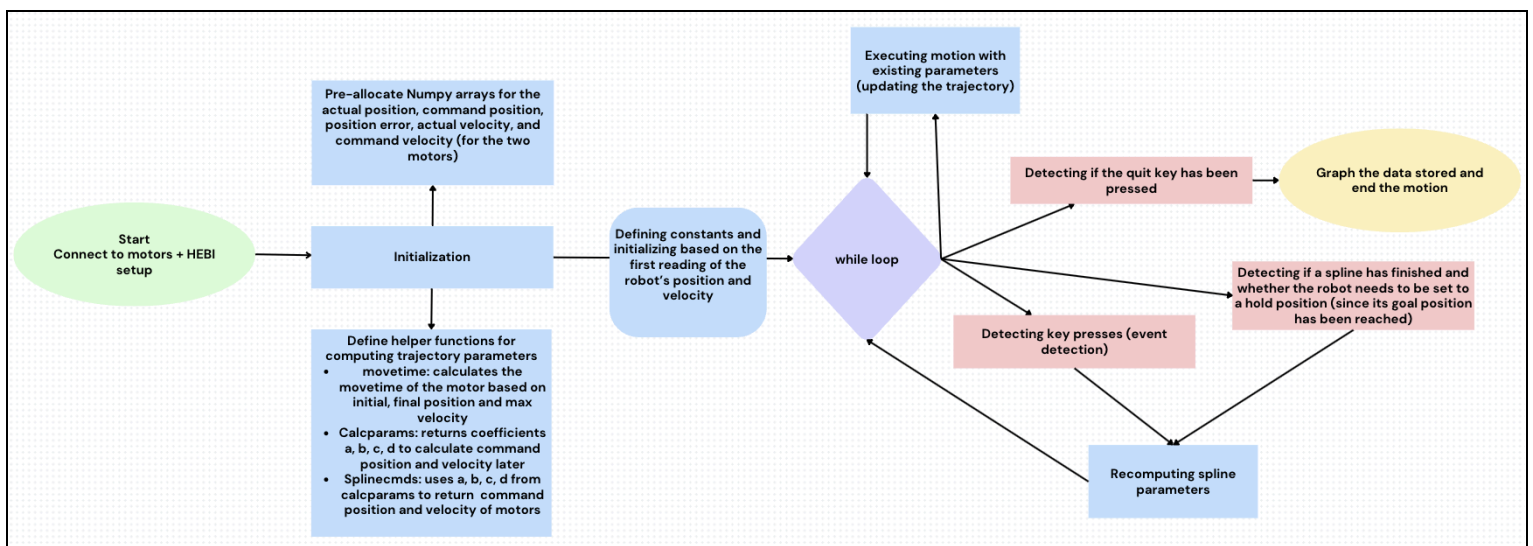 Start
Connect to motors + HEBI
setup
Pre-allocate Numpy arrays for the
actual position, command position,
position error, actual velocity, and
command velocity (for the two
motors)
Initialization
Define helper functions for
computing trajectory parameters
• movetime: calculates the
movetime of the motor based on
initial, final position and max
velocity
• Calcparams: returns coefficients
a, b, c, d to calculate command
position and velocity later
• Splinecmds: uses a, b, c, d from
calcparams to return command
position and velocity of motors
Defining constants and
initializing based on the
first reading of the
robot's position and
velocity
while loop
Executing motion with
existing parameters
(updating the trajectory)
Detecting if the quit key has been
pressed
Graph the data stored and
end the motion
Detecting if a spline has finished and
whether the robot needs to be set to
a hold position (since its goal position
has been reached)
Detecting key presses (event
detection)
Recomputing spline
parameters